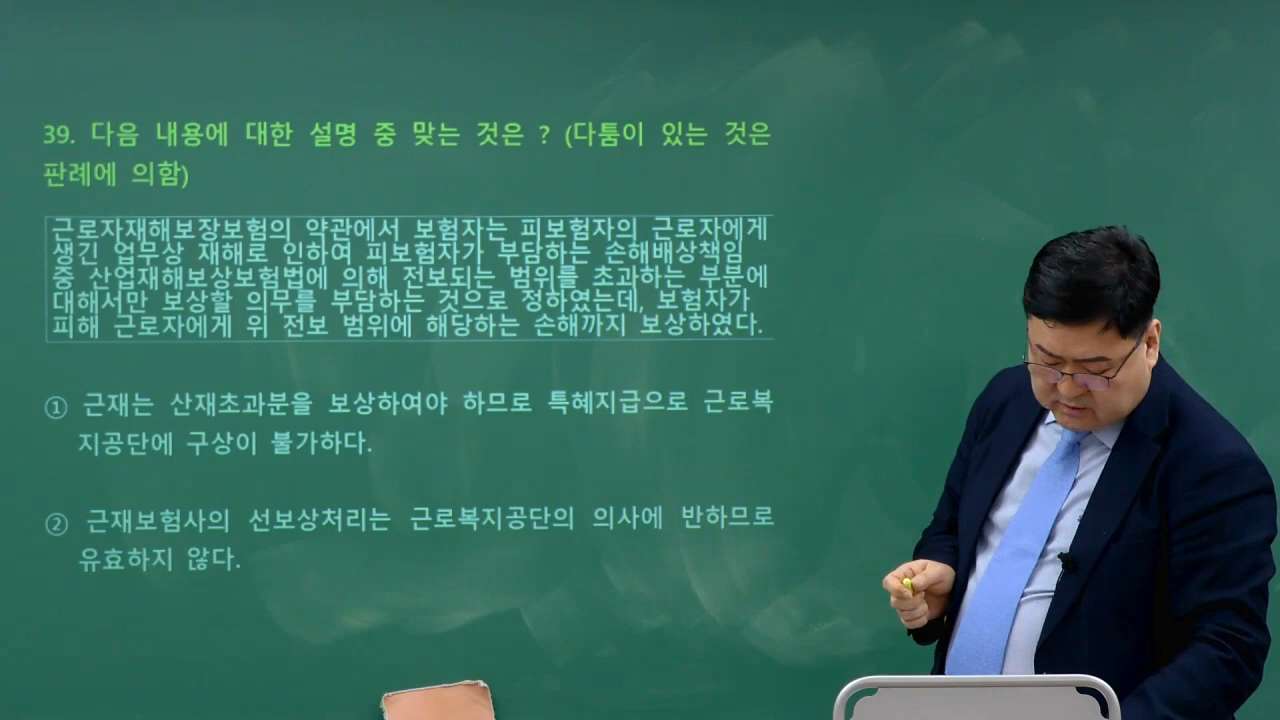 39. 다음 내용에 대한 설명 중 맞는 것은 ? (다툼이 있는 것은
판례에 의함)
근로자재해보장보험의 약관에서 보험자는 피보험자의 근로자에게
생긴 업무상 재해로 인하여 피보험자가 부담하는 손해배상책임
중 산업재해보상보험법에 의해 전보되는 범위를 초과하는 부분에
대해서만 보상할 의무를 부담하는 것으로 정하였는데, 보험자가
피해 근로자에게 위 전보 범위에 해당하는 손해까지 보상하였다.
① 근재는 산재초과분을 보상하여야 하므로 특혜지급으로 근로복
지공단에 구상이 불가하다.
② 근재보험사의 선보상처리는 근로복지공단의 의사에 반하므로
유효하지 않다.